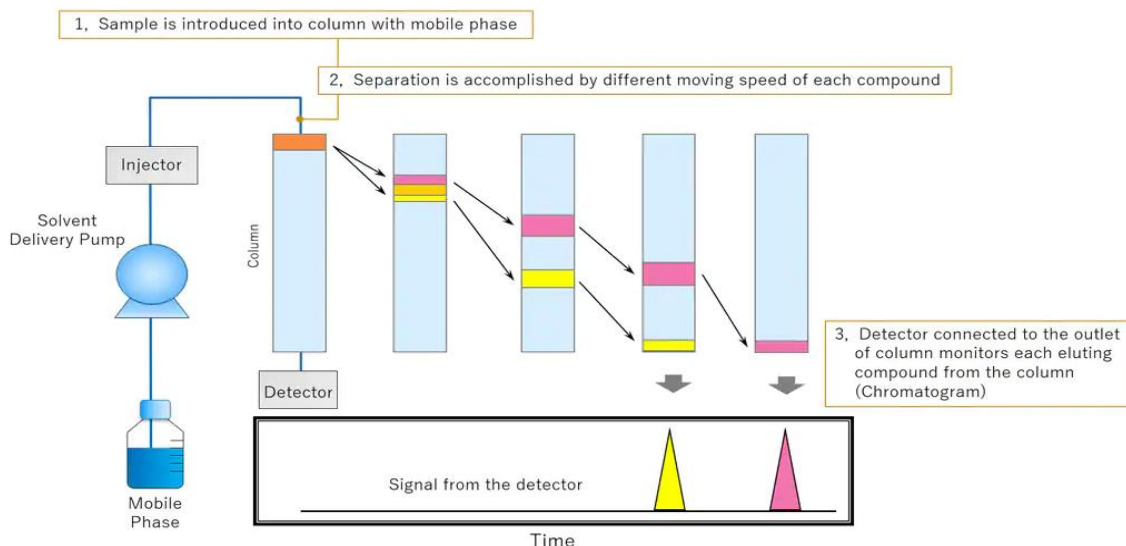 1, Sample is introduced into column with mobile phase
2, Separation is accomplished by different moving speed of each compound
Injector
Solvent
Delivery Pump
Column
Detector
Mobile
Phase
3, Detector connected to the outlet
of column monitors each eluting
compound from the column
(Chromatogram)
Signal from the detector
Time